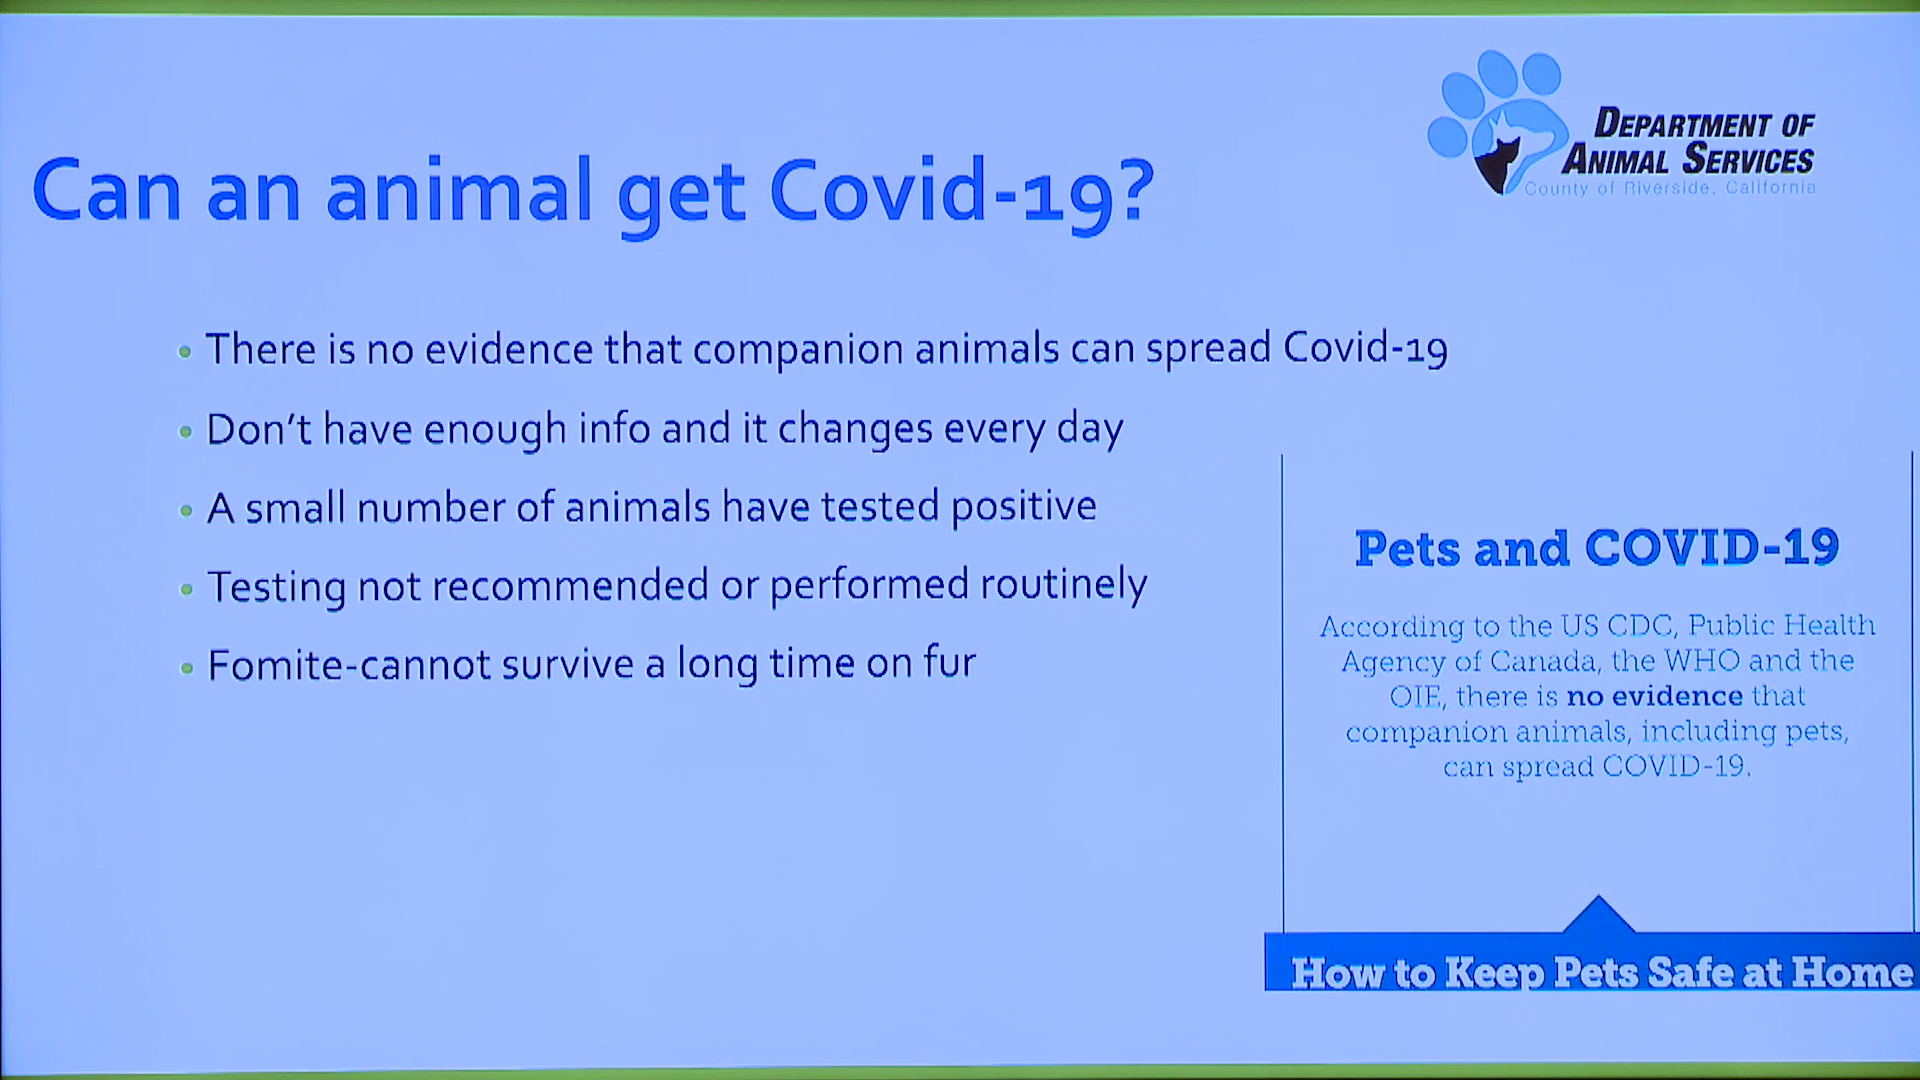 DEPARTMENT OF
ANIMAL SERVICES
County of Riverside, California
Can an animal get Covid-19?
• There is no evidence that companion animals can spread Covid-19
• Don't have enough info and it changes every day
• A small number of animals have tested positive
• Testing not recommended or performed routinely
• Fomite-cannot survive a long time on fur
Pets and COVID-19
According to the US CDC, Public Health
Agency of Canada, the WHO and the
OIE, there is no evidence that
companion animals, including pets,
can spread COVID-19.
How to Keep Pets Safe at Home